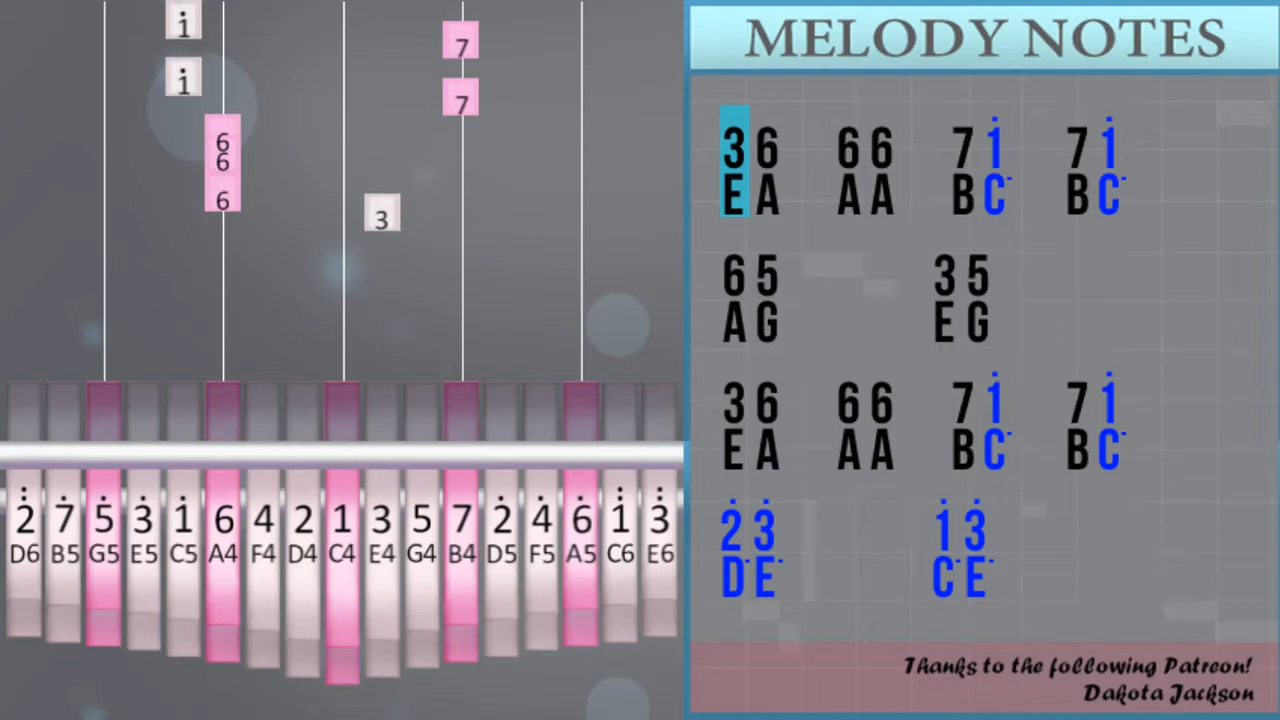 i̇
7
i̇
7
6
6
6
3
2̈ 7̇ 5̇ 3̇ 1̇ 6 4 2 1 3 5 7 2̇ 4̇ 6̇ 1̈ 3̈
D6 B5 G5 E5 C5 A4 F4 D4 C4 E4 G4 B4 D5 F5 A5 C6 E6
MELODY NOTES
3 6 6 6 7 1̇ 7 1̇
E A A A B C˙ B C˙
6 5 3 5
A G E G
3 6 6 6 7 1̇ 7 1̇
E A A A B C˙ B C˙
2̇ 3̇ 1̇ 3̇
D˙ E˙ C˙ E˙
Thanks to the following Patreon!
Dakota Jackson